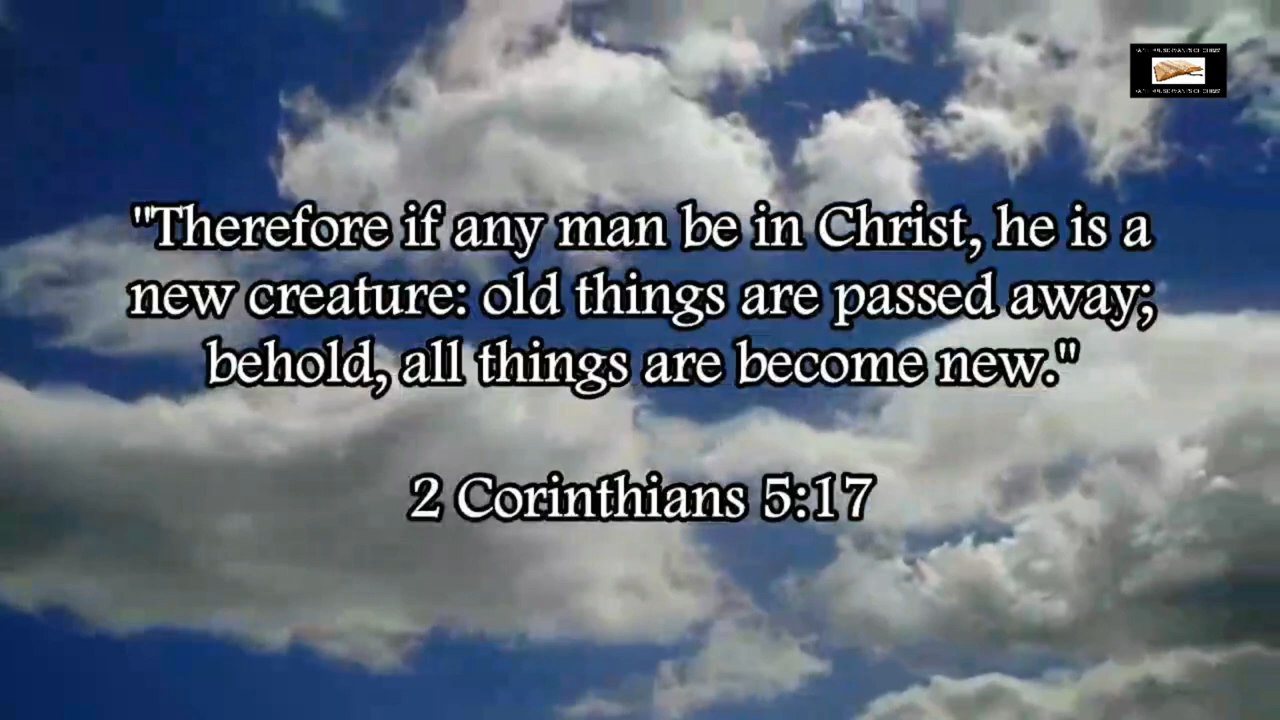 "Therefore if any man be in Christ, he is a
new creature: old things are passed away;
behold, all things are become new."
2 Corinthians 5:17